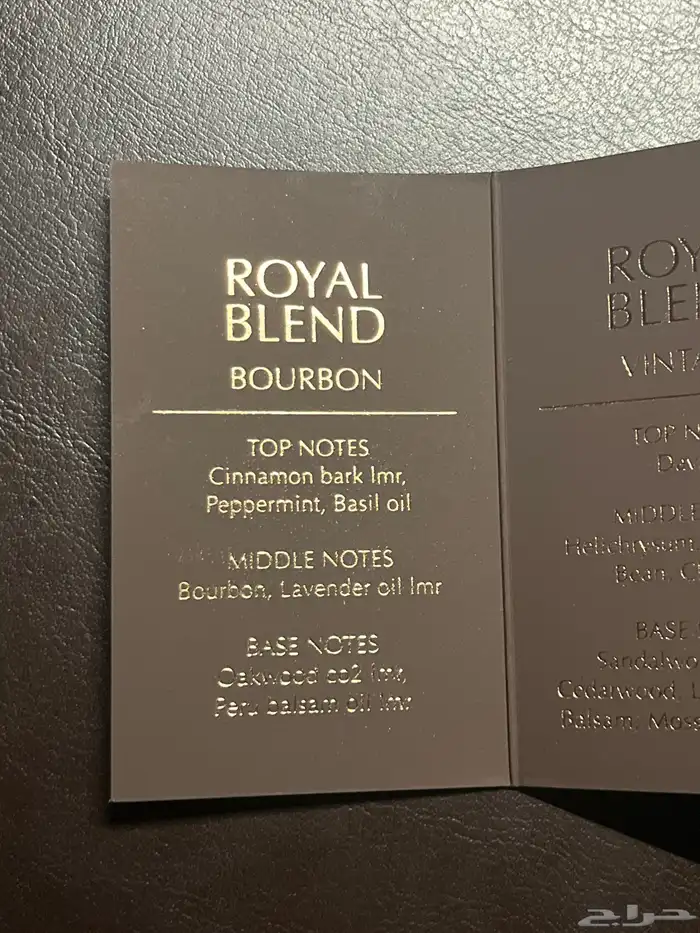 ROYAL
BLEND
BOURBON
TOP NOTES
Cinnamon bark lmr,
Peppermint, Basil oil
MIDDLE NOTES
Bourbon, Lavender oil lmr
BASE NOTES
Oakwood co2 lmr,
Peru balsam oil lmr
ROY
BLE
VINTA
TOP N
Dav
MIDDLE
Helichrysum,
Bean, C
BASE
Sandalwo
Cedarwood, L
Balsam, Moss
حراج